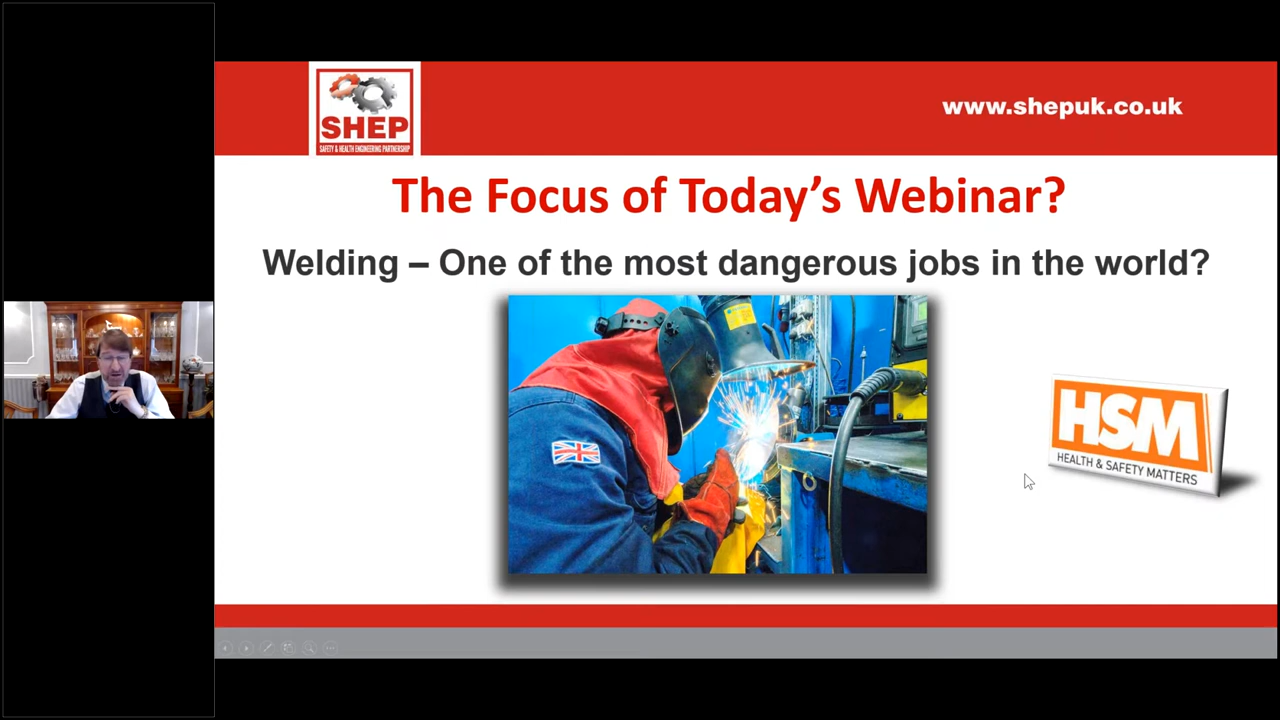 SHEP
SAFETY & HEALTH ENGINEERING PARTNERSHIP
www.shepuk.co.uk
The Focus of Today's Webinar?
Welding – One of the most dangerous jobs in the world?
HSM
HEALTH & SAFETY MATTERS